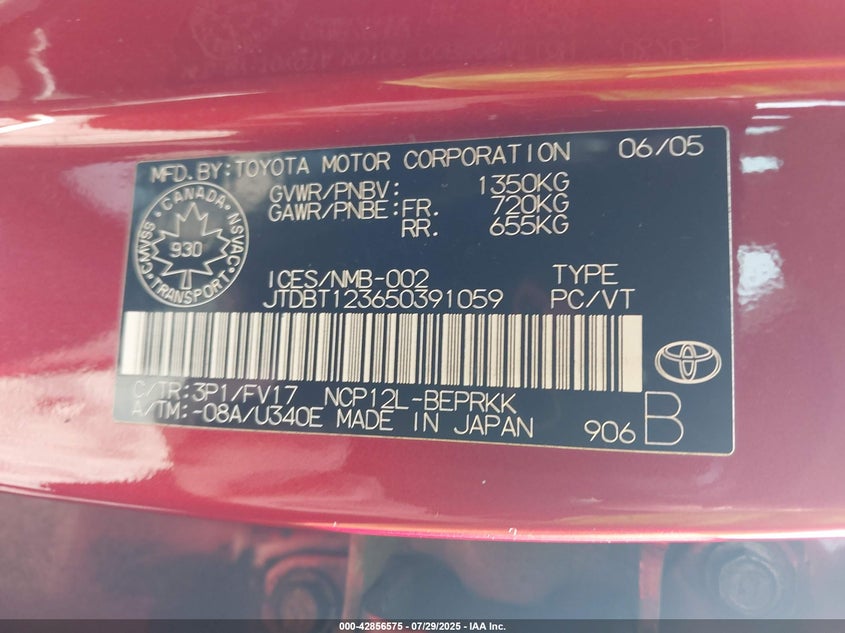 MFD.BY:TOYOTA MOTOR CORPORATION 06/05
GVWR/PNBV: 1350KG
GAWR/PNBE:FR. 720KG
RR. 655KG
CANADA
CMVSS 930 NSVAC
TRANSPORT
ICES/NMB-002 TYPE
JTDBT123650391059 PC/VT
C/TR:3P1/FV17 NCP12L-BEPRKK
A/TM:-08A/U340E MADE IN JAPAN 906 B
000-42856575 - 07/29/2025 - IAA Inc.